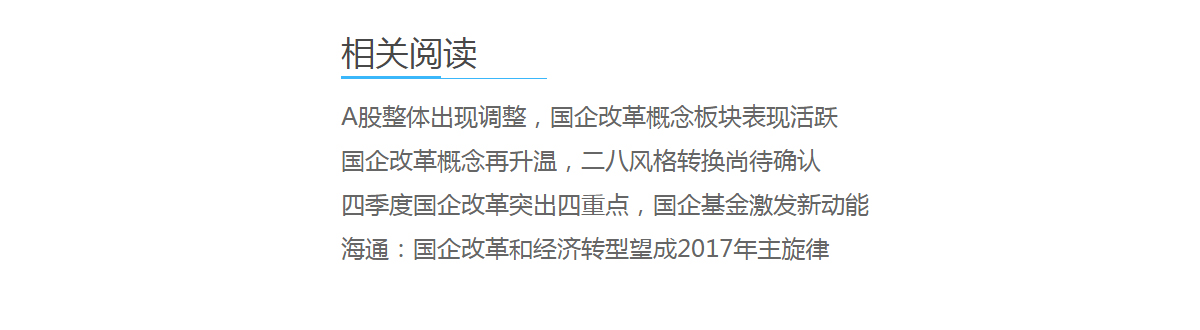 相关阅读
A股整体出现调整，国企改革概念板块表现活跃
国企改革概念再升温，二八风格转换尚待确认
四季度国企改革突出四重点，国企基金激发新动能
海通：国企改革和经济转型望成2017年主旋律